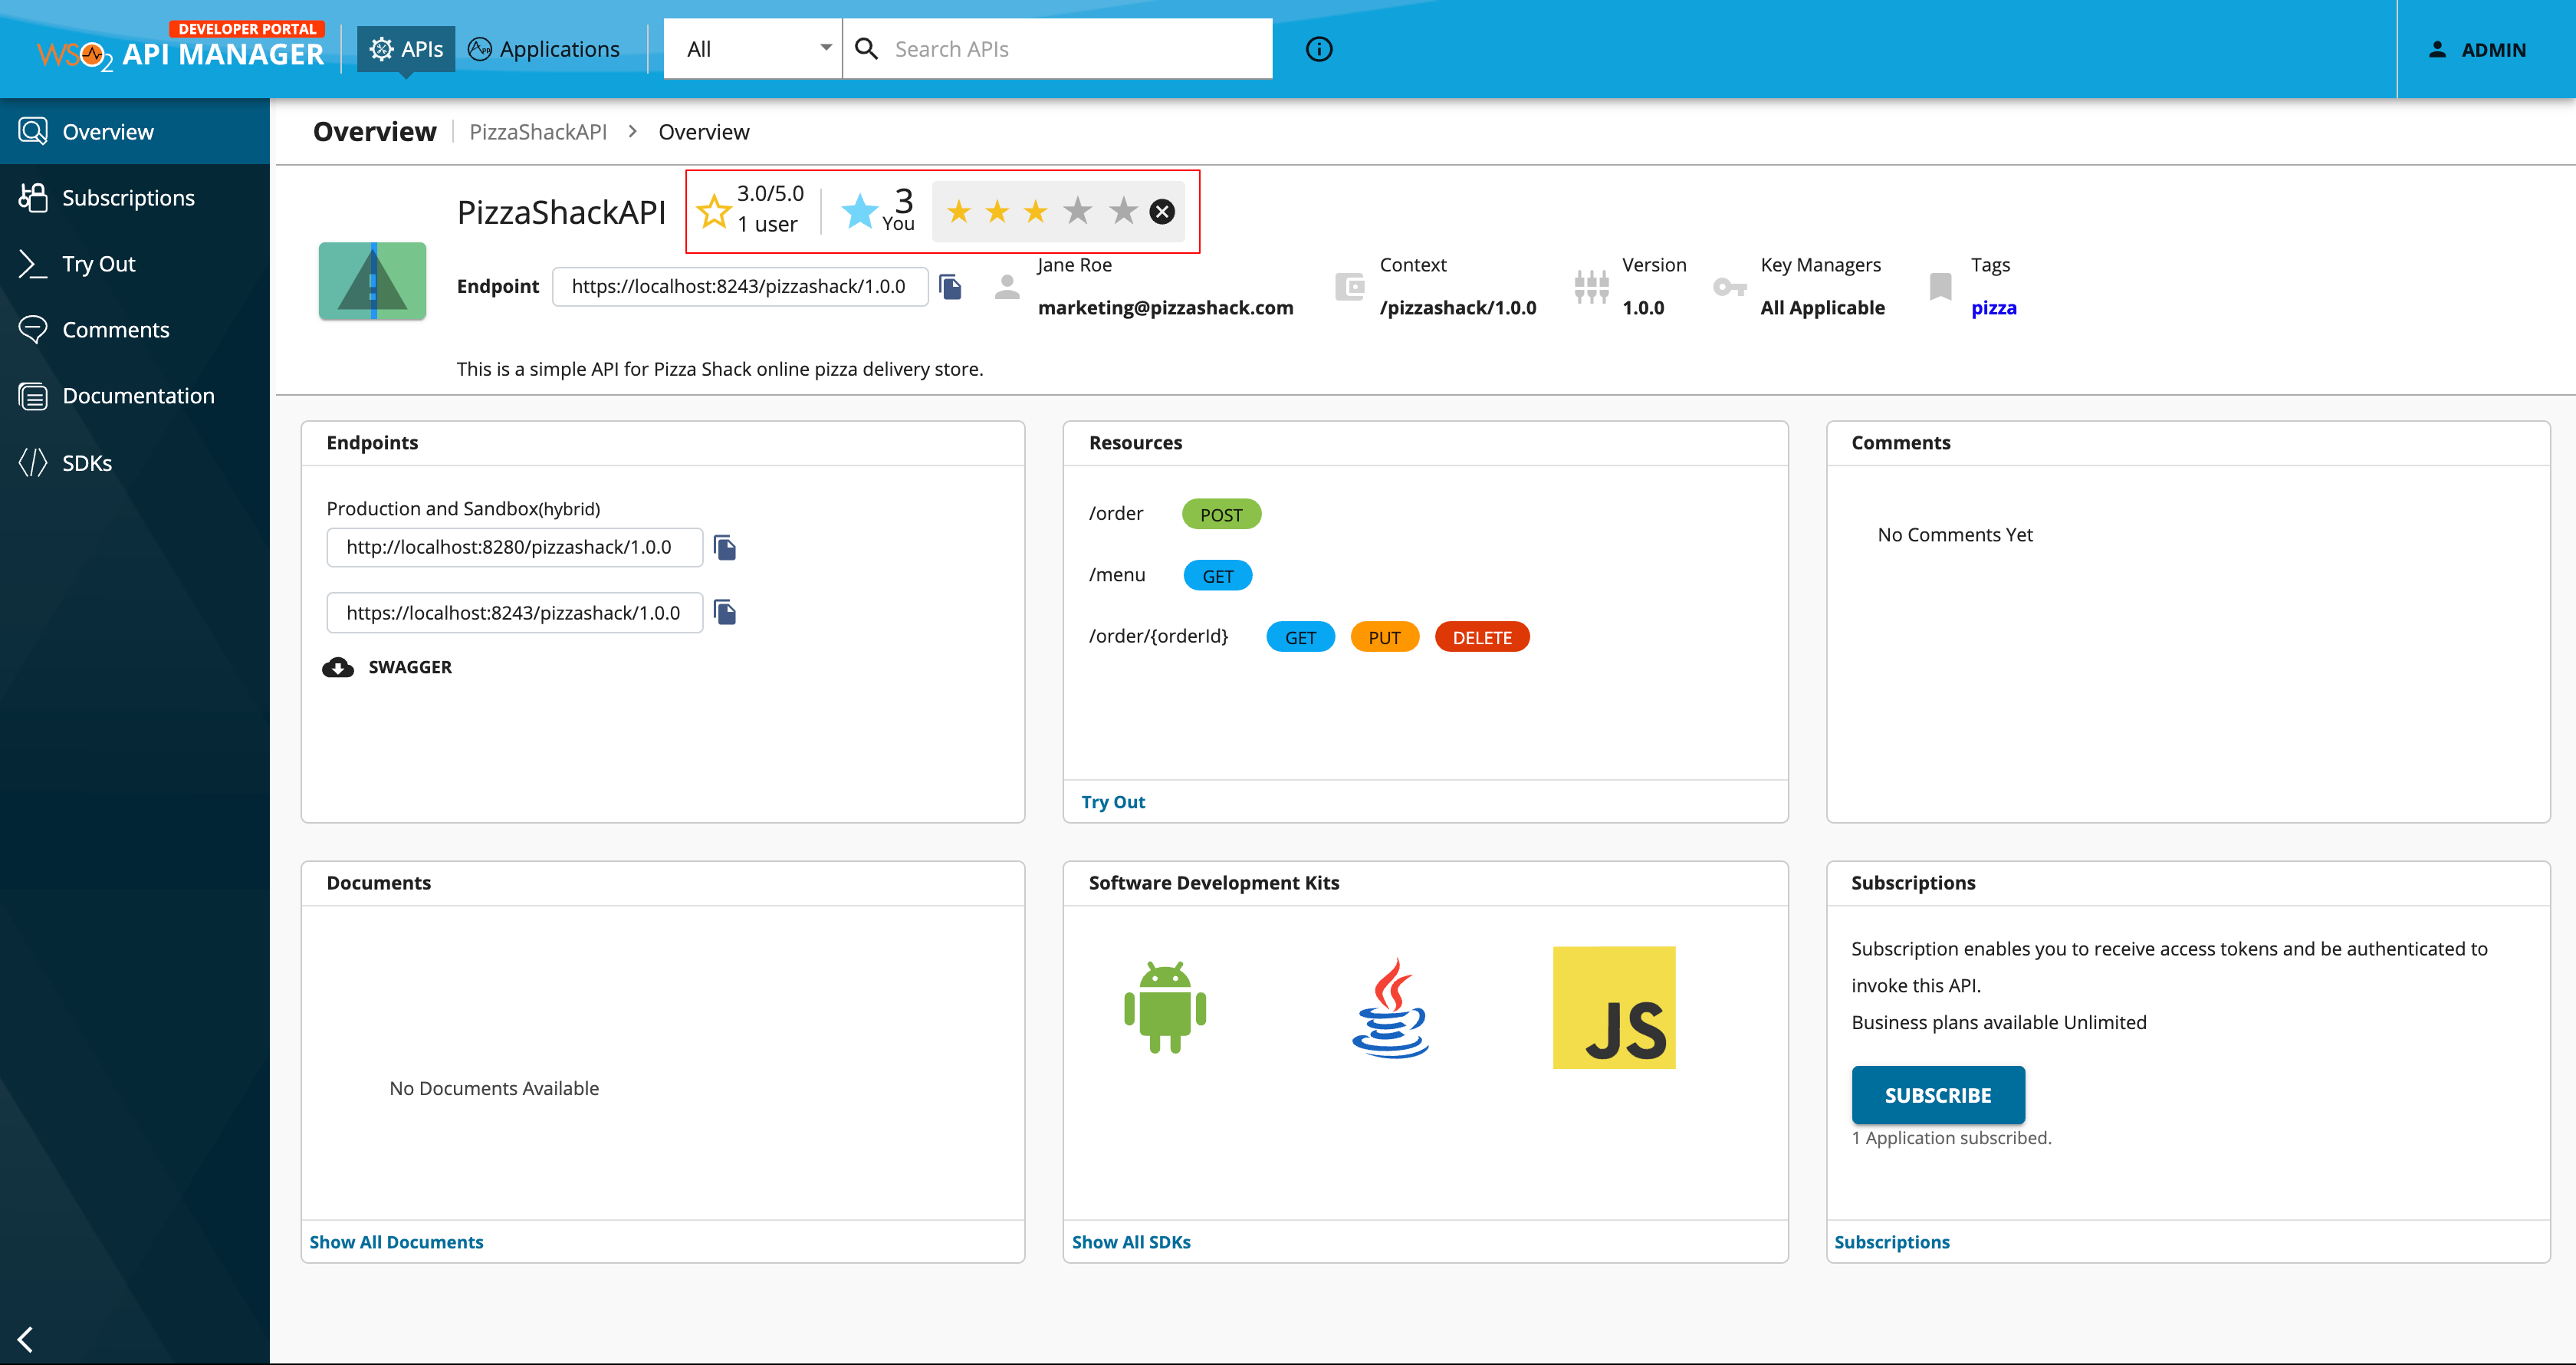 DEVELOPER PORTAL
WSO2 API MANAGER
APIs
Applications
All
Search APIs
ADMIN
Overview
Subscriptions
Try Out
Comments
Documentation
SDKs
Overview
PizzaShackAPI > Overview
PizzaShackAPI
3.0/5.0
1 user
3
You
Endpoint
https://localhost:8243/pizzashack/1.0.0
Jane Roe
marketing@pizzashack.com
Context
/pizzashack/1.0.0
Version
1.0.0
Key Managers
All Applicable
Tags
pizza
This is a simple API for Pizza Shack online pizza delivery store.
Endpoints
Production and Sandbox(hybrid)
http://localhost:8280/pizzashack/1.0.0
https://localhost:8243/pizzashack/1.0.0
SWAGGER
Resources
/order POST
/menu GET
/order/{orderId} GET PUT DELETE
Try Out
Comments
No Comments Yet
Documents
No Documents Available
Show All Documents
Software Development Kits
JS
Show All SDKs
Subscriptions
Subscription enables you to receive access tokens and be authenticated to
invoke this API.
Business plans available Unlimited
SUBSCRIBE
1 Application subscribed.
Subscriptions